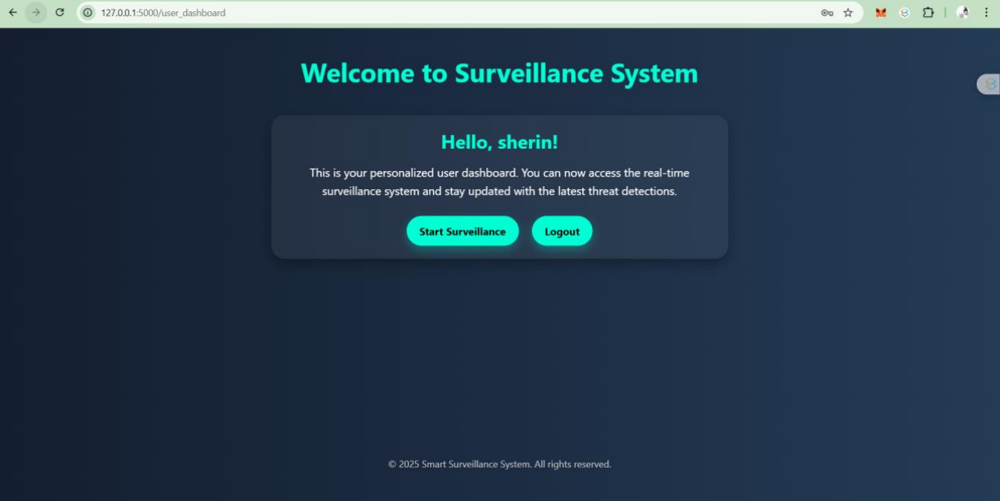 127.0.0.1:5000/user_dashboard
Welcome to Surveillance System
Hello, sherin!
This is your personalized user dashboard. You can now access the real-time
surveillance system and stay updated with the latest threat detections.
Start Surveillance Logout
© 2025 Smart Surveillance System. All rights reserved.